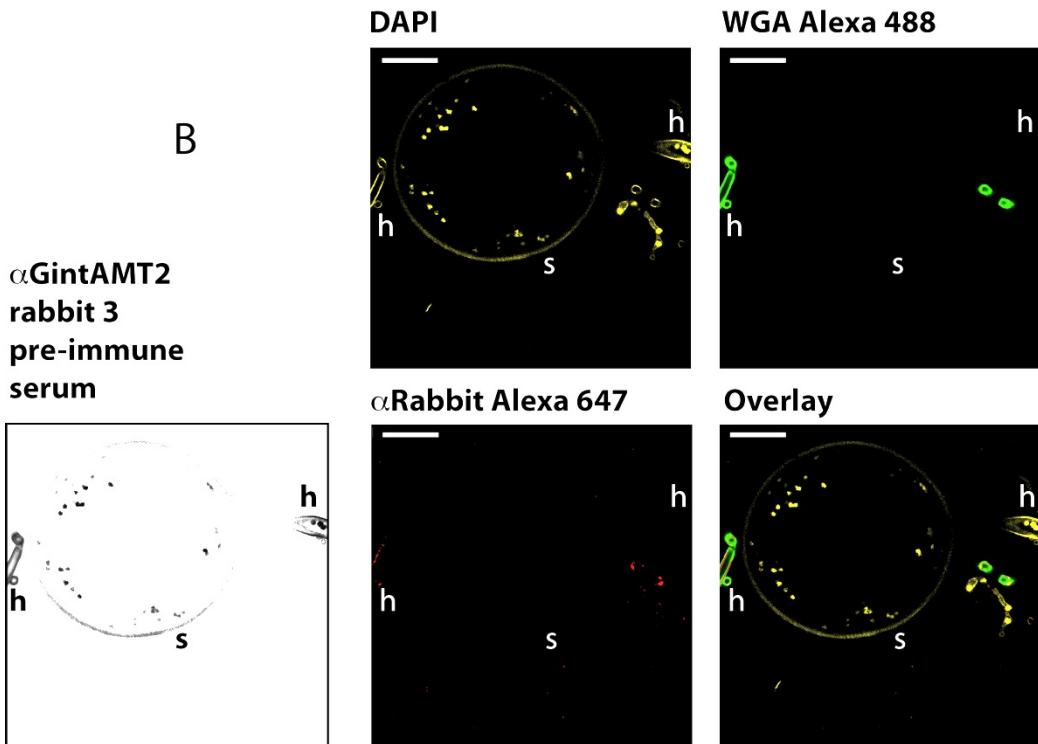 B
αGintAMT2
rabbit 3
pre-immune
serum
h
h
s
DAPI
h
h
s
WGA Alexa 488
h
s
αRabbit Alexa 647
h
h
s
Overlay
h
h
s